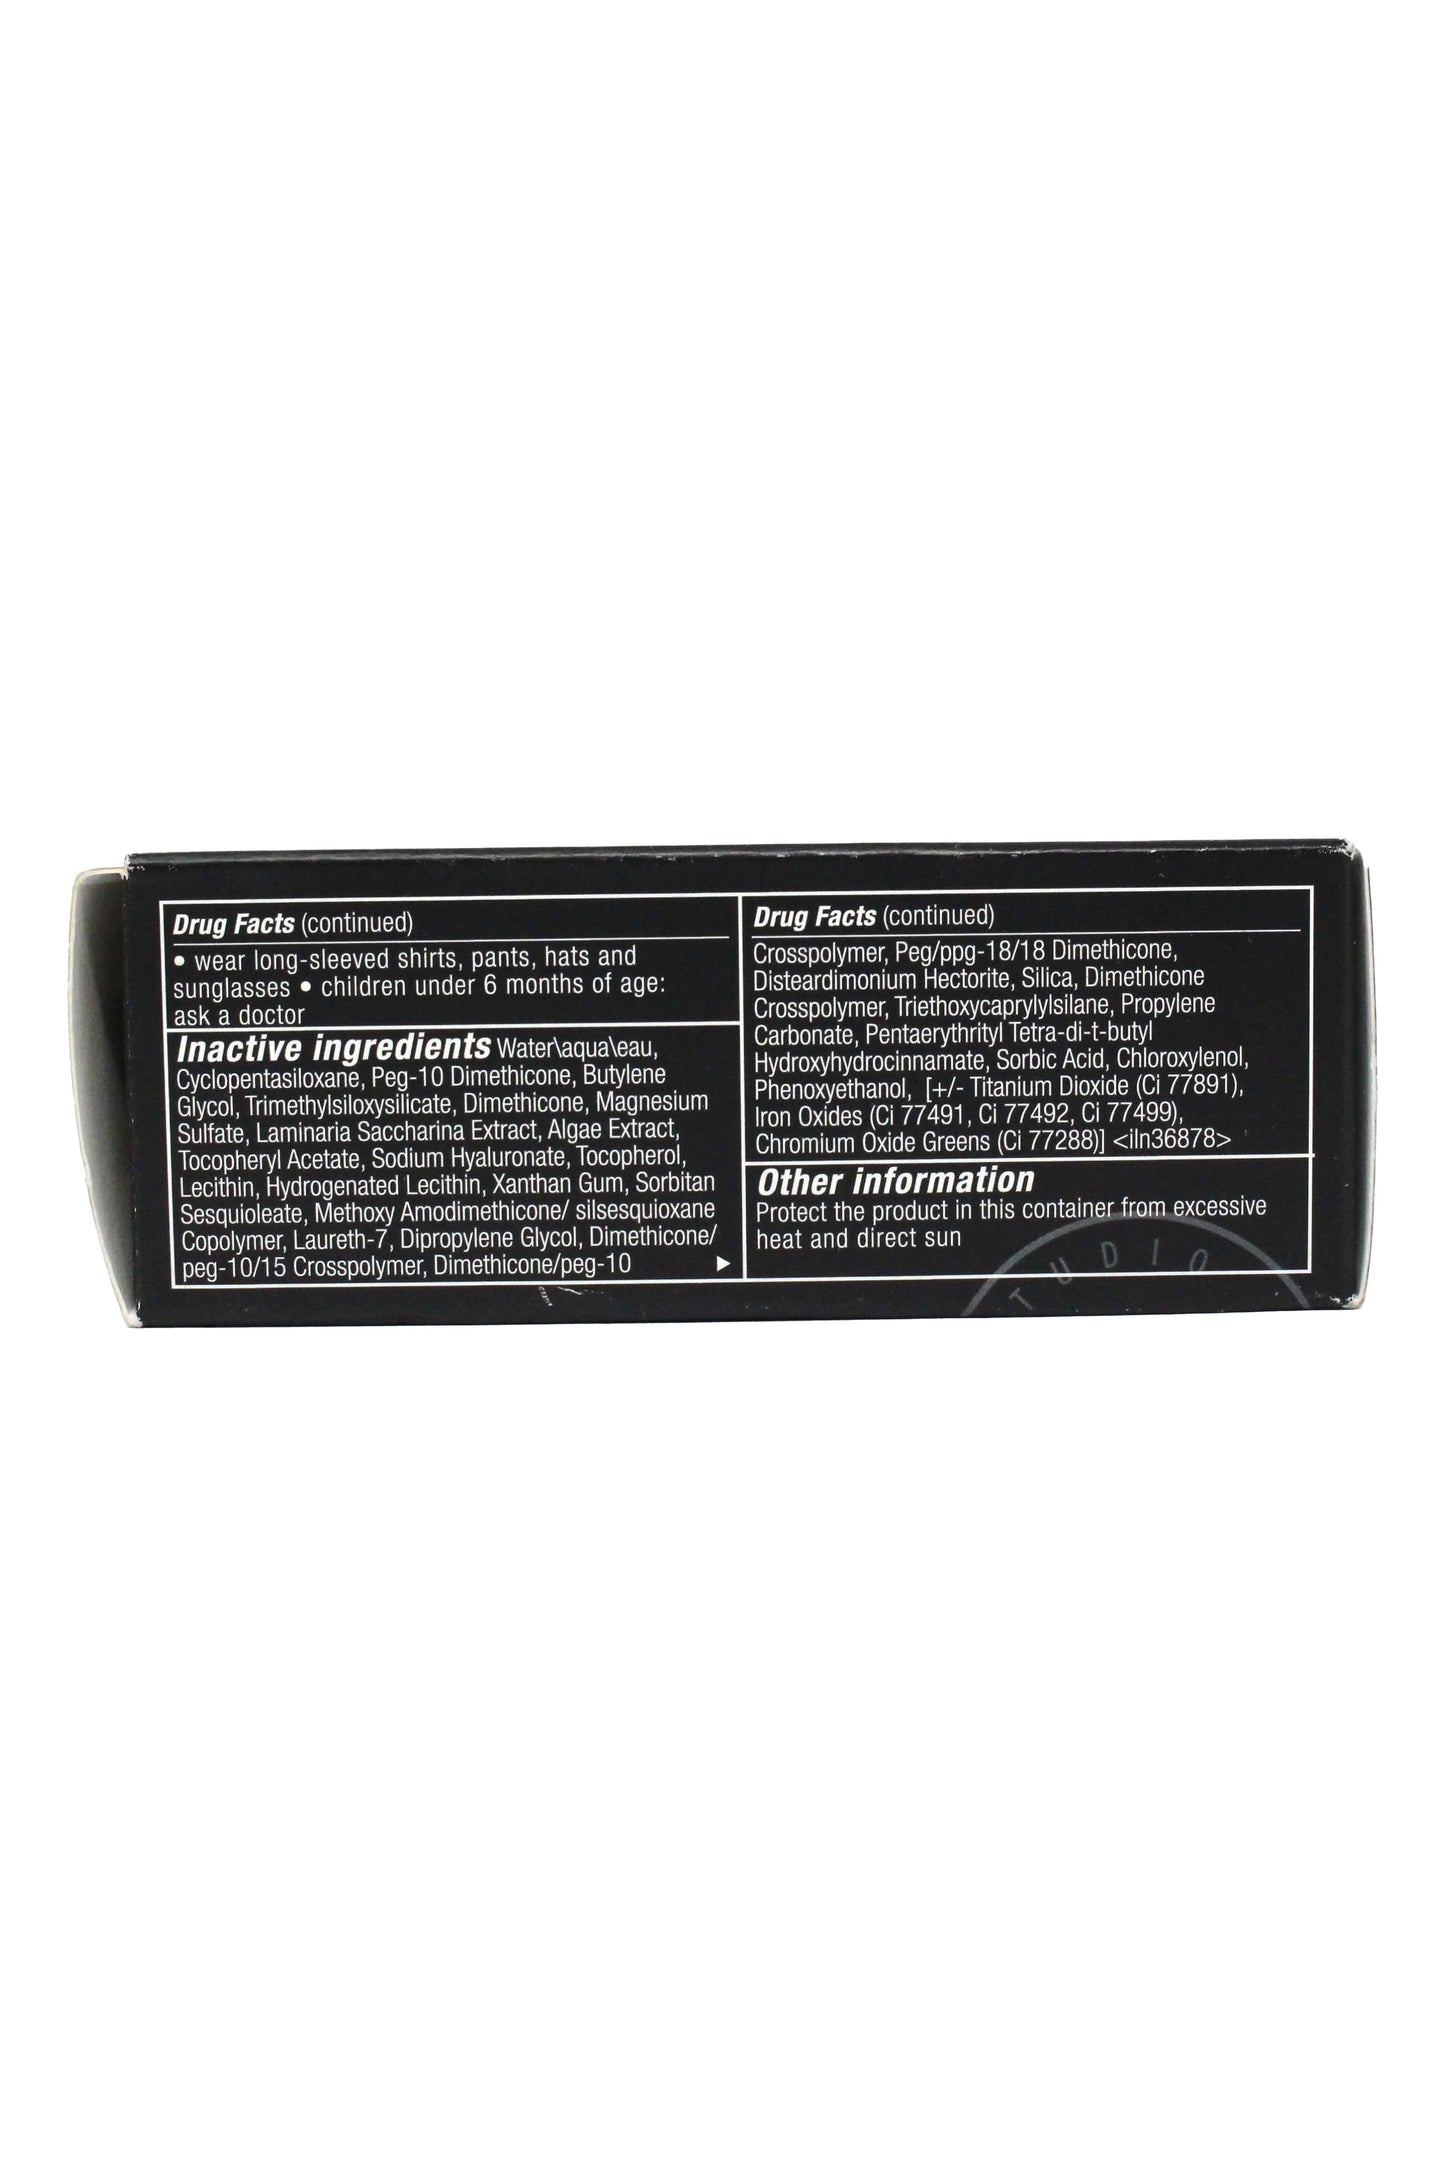 Drug Facts (continued)
• wear long-sleeved shirts, pants, hats and
sunglasses • children under 6 months of age:
ask a doctor
Inactive ingredients Water\aqua\eau,
Cyclopentasiloxane, Peg-10 Dimethicone, Butylene
Glycol, Trimethylsiloxysilicate, Dimethicone, Magnesium
Sulfate, Laminaria Saccharina Extract, Algae Extract,
Tocopheryl Acetate, Sodium Hyaluronate, Tocopherol,
Lecithin, Hydrogenated Lecithin, Xanthan Gum, Sorbitan
Sesquioleate, Methoxy Amodimethicone/ silsesquioxane
Copolymer, Laureth-7, Dipropylene Glycol, Dimethicone/
peg-10/15 Crosspolymer, Dimethicone/peg-10
Drug Facts (continued)
Crosspolymer, Peg/ppg-18/18 Dimethicone,
Disteardimonium Hectorite, Silica, Dimethicone
Crosspolymer, Triethoxycaprylylsilane, Propylene
Carbonate, Pentaerythrityl Tetra-di-t-butyl
Hydroxyhydrocinnamate, Sorbic Acid, Chloroxylenol,
Phenoxyethanol, [+/- Titanium Dioxide (Ci 77891),
Iron Oxides (Ci 77491, Ci 77492, Ci 77499),
Chromium Oxide Greens (Ci 77288)] <iln36878>
Other information
Protect the product in this container from excessive
heat and direct sun
TUDIO